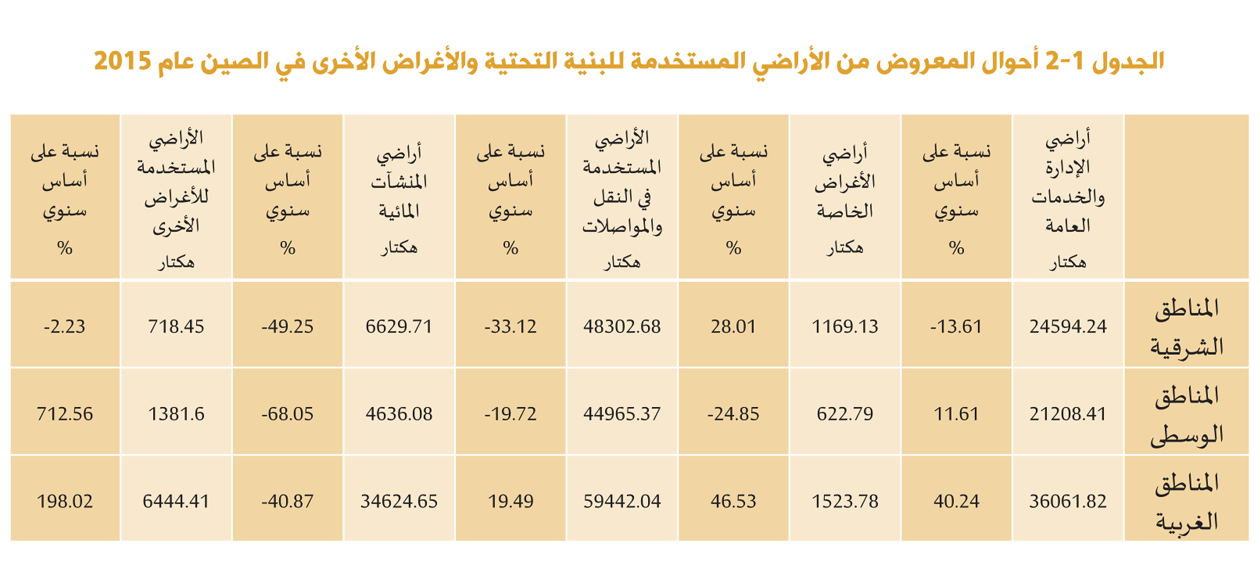 الجدول 1-2 أحوال المعروض من الأراضي المستخدمة للبنية التحتية والأغراض الأخرى في الصين عام 2015
أراضي
الإدارة
والخدمات
العامة
هكتار
نسبة على
أساس
سنوي
%
أراضي
الأغراض
الخاصة
هكتار
نسبة على
أساس
سنوي
%
الأراضي
المستخدمة
في النقل
والمواصلات
هكتار
نسبة على
أساس
سنوي
%
أراضي
المنشآت
المائية
هكتار
نسبة على
أساس
سنوي
%
الأراضي
المستخدمة
للأغراض
الأخرى
هكتار
نسبة على
أساس
سنوي
%
المناطق
الشرقية
24594.24 -13.61 1169.13 28.01 48302.68 -33.12 6629.71 -49.25 718.45 -2.23
المناطق
الوسطى
21208.41 11.61 622.79 -24.85 44965.37 -19.72 4636.08 -68.05 1381.6 712.56
المناطق
الغربية
36061.82 40.24 1523.78 46.53 59442.04 19.49 34624.65 -40.87 6444.41 198.02